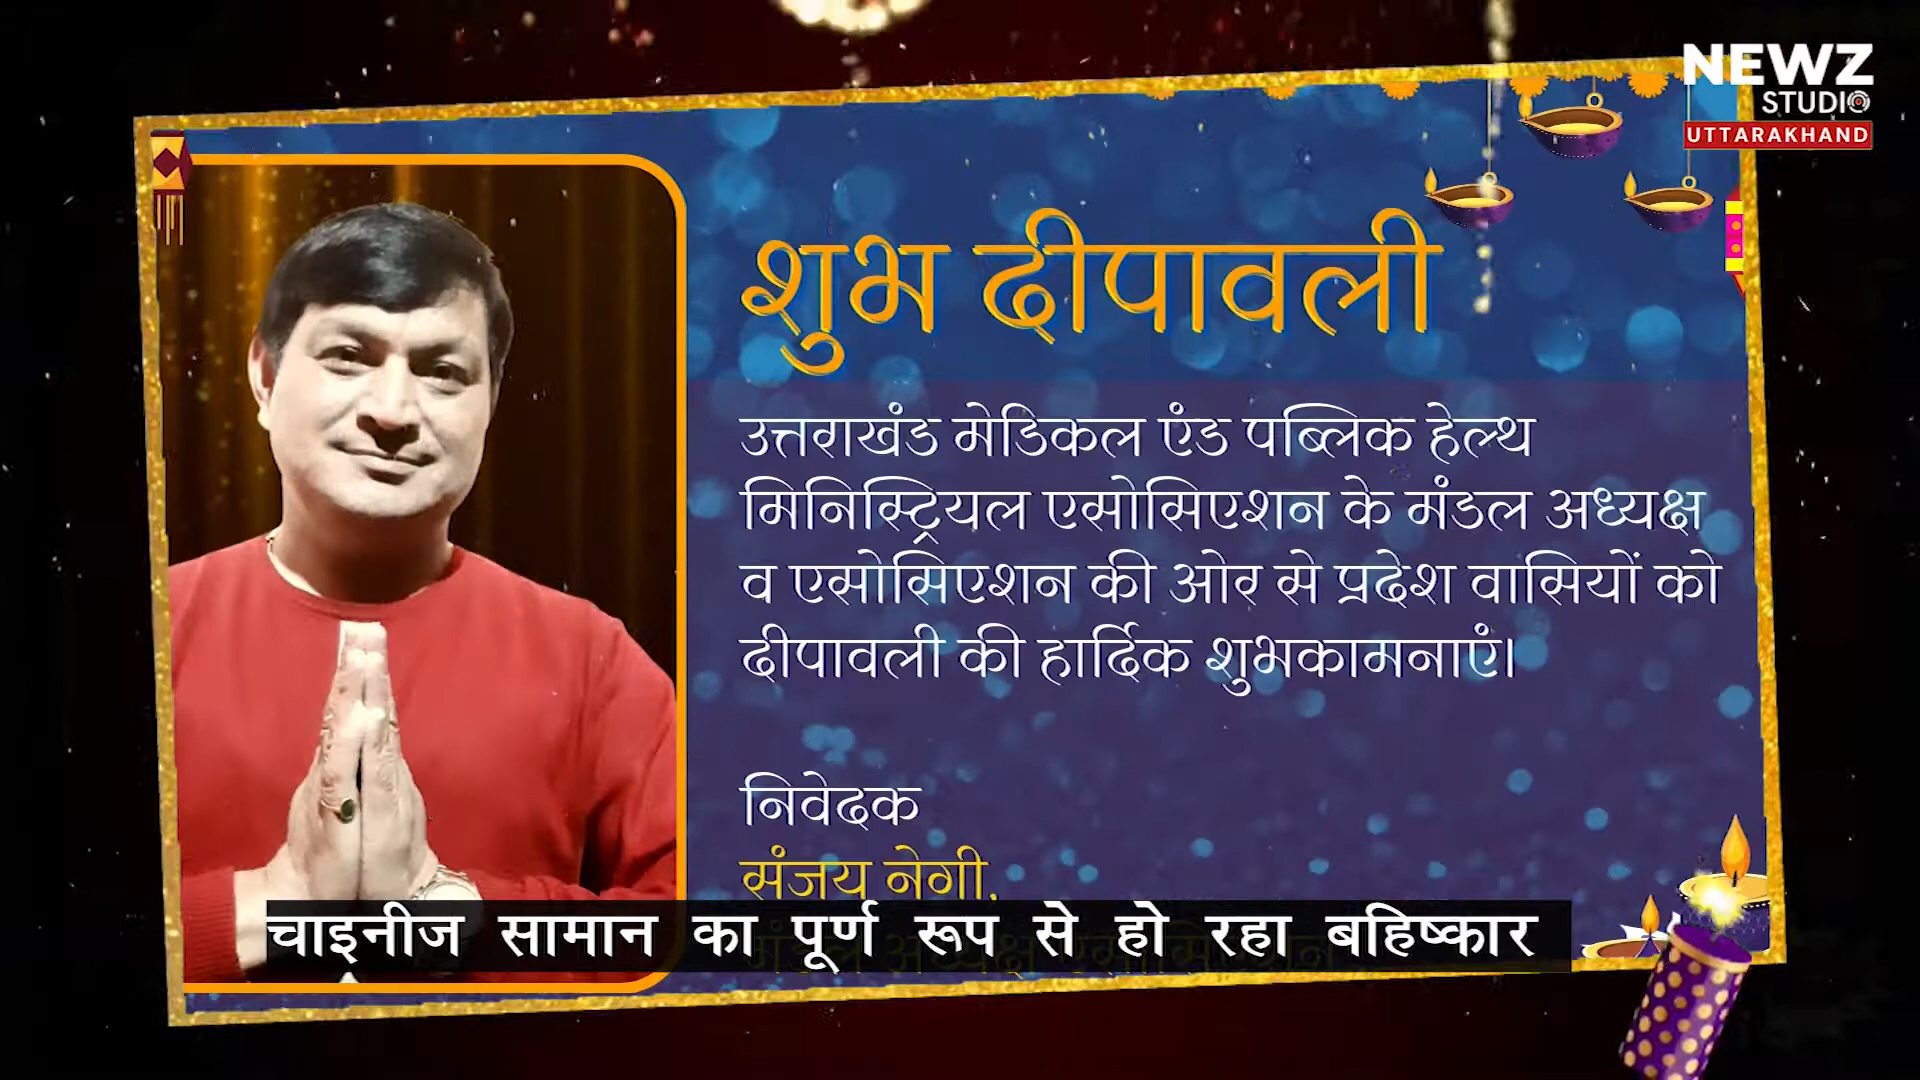 NEWZ
STUDIO
UTTARAKHAND
शुभ दीपावली
उत्तराखंड मेडिकल एंड पब्लिक हेल्थ
मिनिस्ट्रियल एसोसिएशन के मंडल अध्यक्ष
व एसोसिएशन की ओर से प्रदेश वासियों को
दीपावली की हार्दिक शुभकामनाएं।
निवेदक
संजय नेगी,
चाइनीज सामान का पूर्ण रूप से हो रहा बहिष्कार